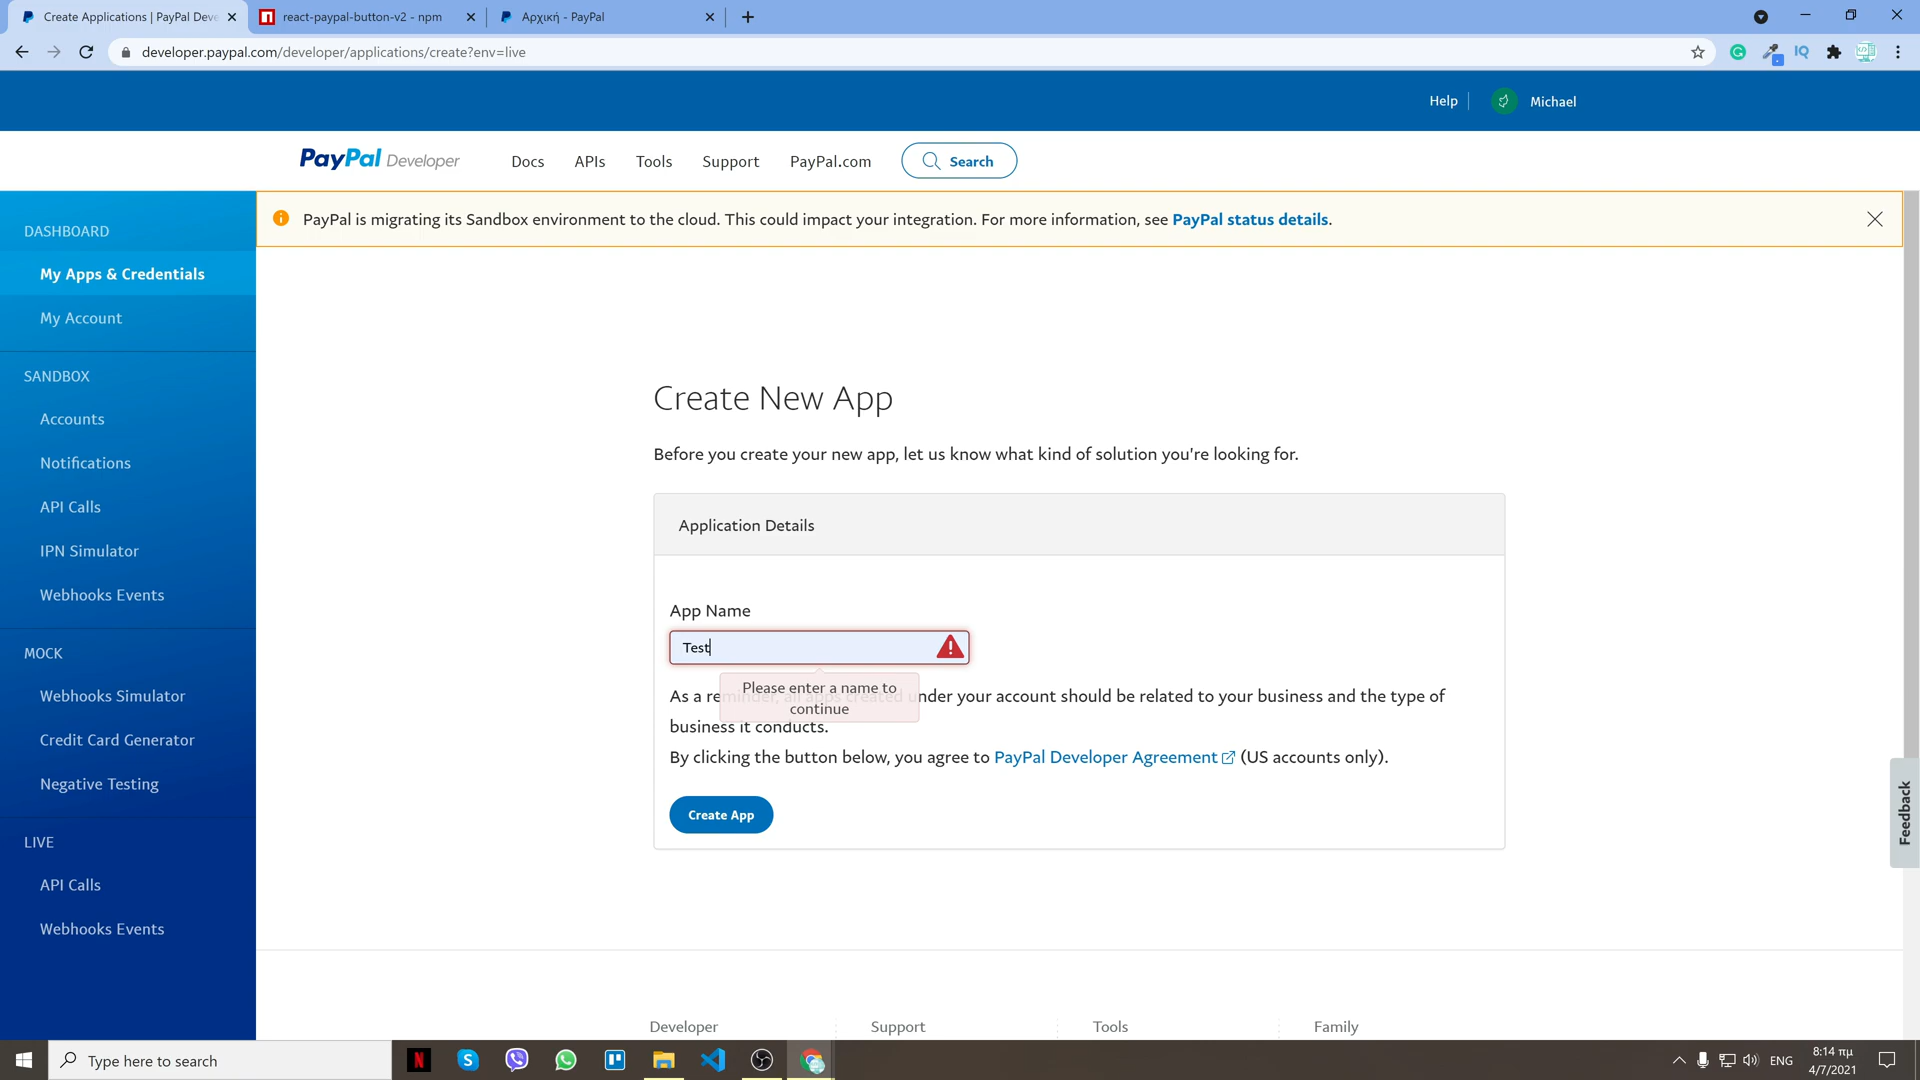 Create Applications | PayPal Deve
react-paypal-button-v2 - npm
Αρχική - PayPal
developer.paypal.com/developer/applications/create?env=live
Help
Michael
PayPal Developer
Docs
APIs
Tools
Support
PayPal.com
Search
DASHBOARD
My Apps & Credentials
My Account
SANDBOX
Accounts
Notifications
API Calls
IPN Simulator
Webhooks Events
MOCK
Webhooks Simulator
Credit Card Generator
Negative Testing
LIVE
API Calls
Webhooks Events
PayPal is migrating its Sandbox environment to the cloud. This could impact your integration. For more information, see PayPal status details.
Create New App
Before you create your new app, let us know what kind of solution you're looking for.
Application Details
App Name
Test
Please enter a name to
continue
As a reminder, all apps created under your account should be related to your business and the type of
business it conducts.
By clicking the button below, you agree to PayPal Developer Agreement (US accounts only).
Create App
Feedback
Developer
Support
Tools
Family
Type here to search
ENG
8:14 πμ
4/7/2021